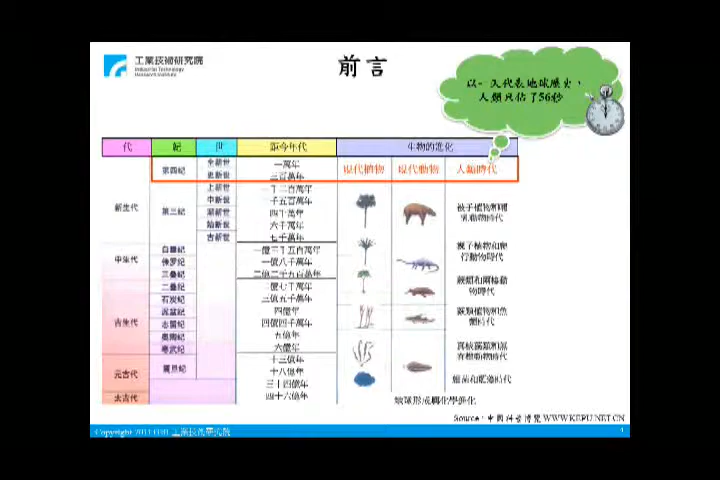 工業技術研究院
Industrial Technology
Research Institute
前言
以一天代表地球歷史,
人類只佔了56秒
代 紀 世 距今年代 生物的進化
第四紀 全新世 一萬年 現代植物 現代動物 人類時代
更新世 三百萬年
新生代 第三紀 上新世 一千二百萬年
中新世 二千五百萬年
漸新世 四千萬年
始新世 六千萬年
古新世 七千萬年
被子植物和哺
乳動物時代
中生代 白堊紀 一億三千五百萬年
侏罗紀 一億八千萬年
三疊紀 二億二千五百萬年
裸子植物和爬
行動物時代
古生代 二疊紀 二億七千萬年
石炭紀 三億五千萬年
泥盆紀 四億年
志留紀 四億四千萬年
奧陶紀 五億年
寒武紀 六億年
蕨類和兩棲動
物時代
蕨類植物和魚
類時代
真核藻類和無
脊椎動物時代
元古代 震旦紀 十三億年
十八億年
三十四億年
細菌和藍藻時代
太古代 四十六億年 地球形成與化學進化
Source:中國科普博覽 WWW.KEPU.NET.CN
Copyright 2011 ITRI 工業技術研究院
4